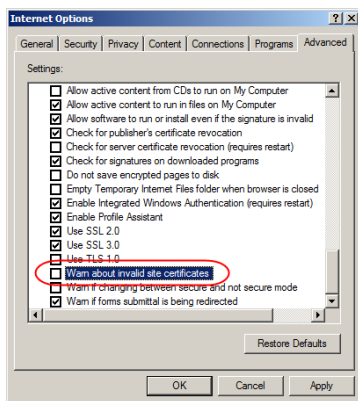 Internet Options
General Security Privacy Content Connections Programs Advanced
Settings:
Allow active content from CDs to run on My Computer
Allow active content to run in files on My Computer
Allow software to run or install even if the signature is invalid
Check for publisher's certificate revocation
Check for server certificate revocation (requires restart)
Check for signatures on downloaded programs
Do not save encrypted pages to disk
Empty Temporary Internet Files folder when browser is closed
Enable Integrated Windows Authentication (requires restart)
Enable Profile Assistant
Use SSL 2.0
Use SSL 3.0
Use TLS 1.0
Warn about invalid site certificates
Warn if changing between secure and not secure mode
Warn if forms submittal is being redirected
Restore Defaults
OK Cancel Apply